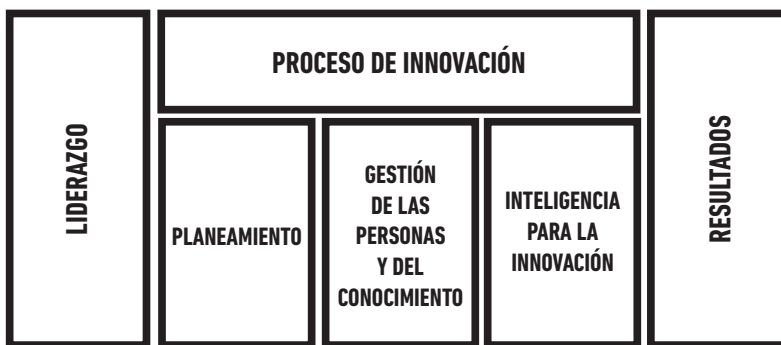 LIDERAZGO
PROCESO DE INNOVACIÓN
PLANEAMIENTO
GESTIÓN
DE LAS
PERSONAS
Y DEL
CONOCIMIENTO
INTELIGENCIA
PARA LA
INNOVACIÓN
RESULTADOS